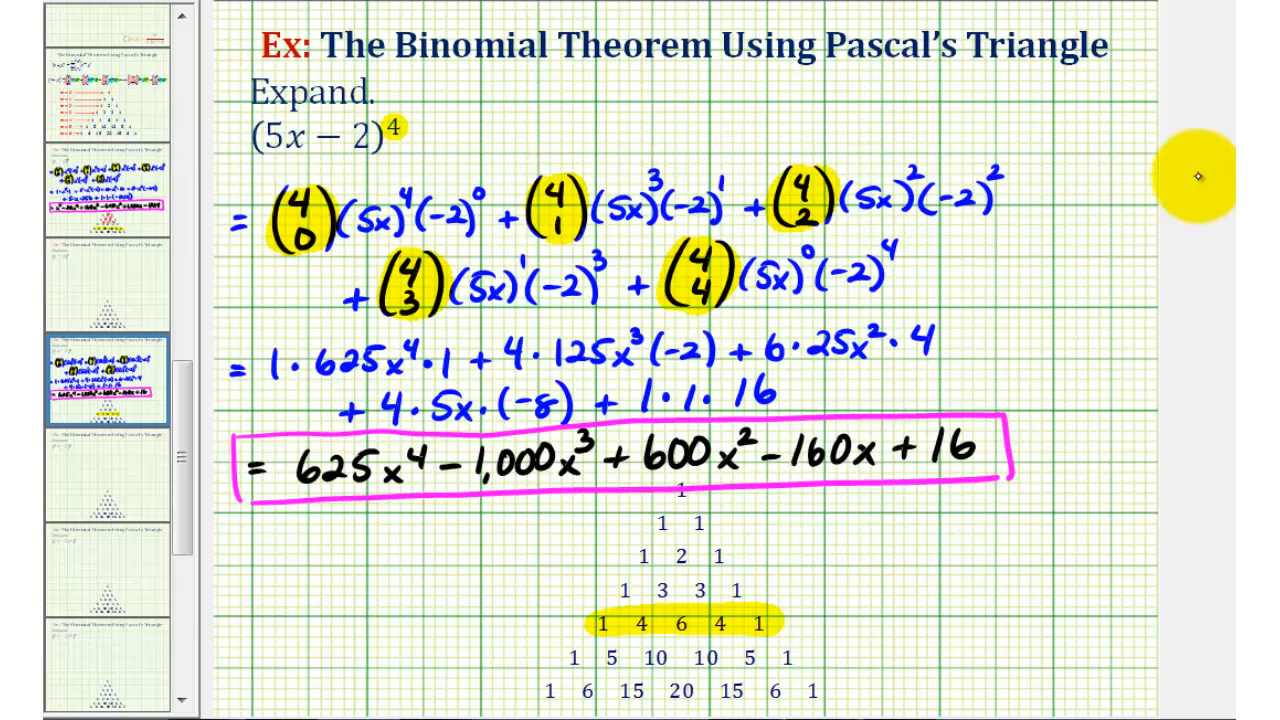 Ex: The Binomial Theorem Using Pascal's Triangle
Expand.
(5x − 2)⁴
= (4 0)(5x)⁴(−2)⁰ + (4 1)(5x)³(−2)¹ + (4 2)(5x)²(−2)²
+ (4 3)(5x)¹(−2)³ + (4 4)(5x)⁰(−2)⁴
= 1 · 625x⁴ · 1 + 4 · 125x³(−2) + 6 · 25x² · 4
+ 4 · 5x · (−8) + 1 · 1 · 16
= 625x⁴ − 1,000x³ + 600x² − 160x + 16
1
1 1
1 2 1
1 3 3 1
1 4 6 4 1
1 5 10 10 5 1
1 6 15 20 15 6 1